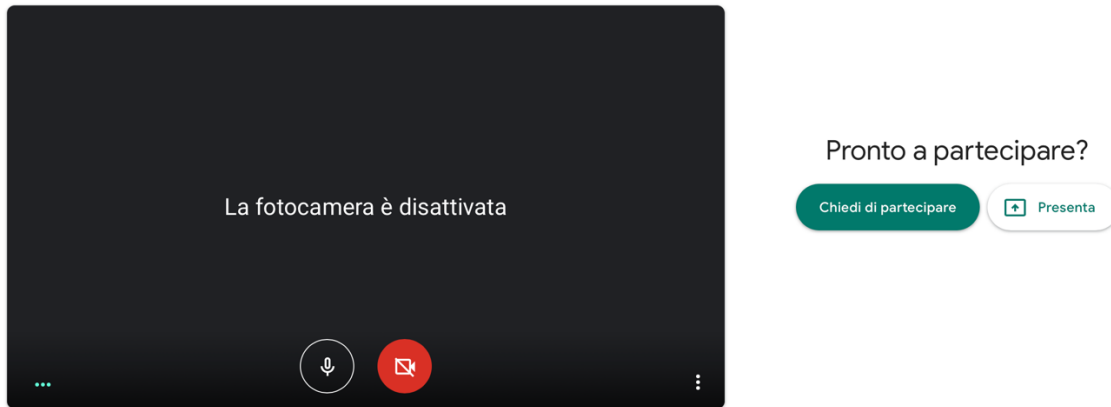 La fotocamera è disattivata
Pronto a partecipare?
Chiedi di partecipare
Presenta